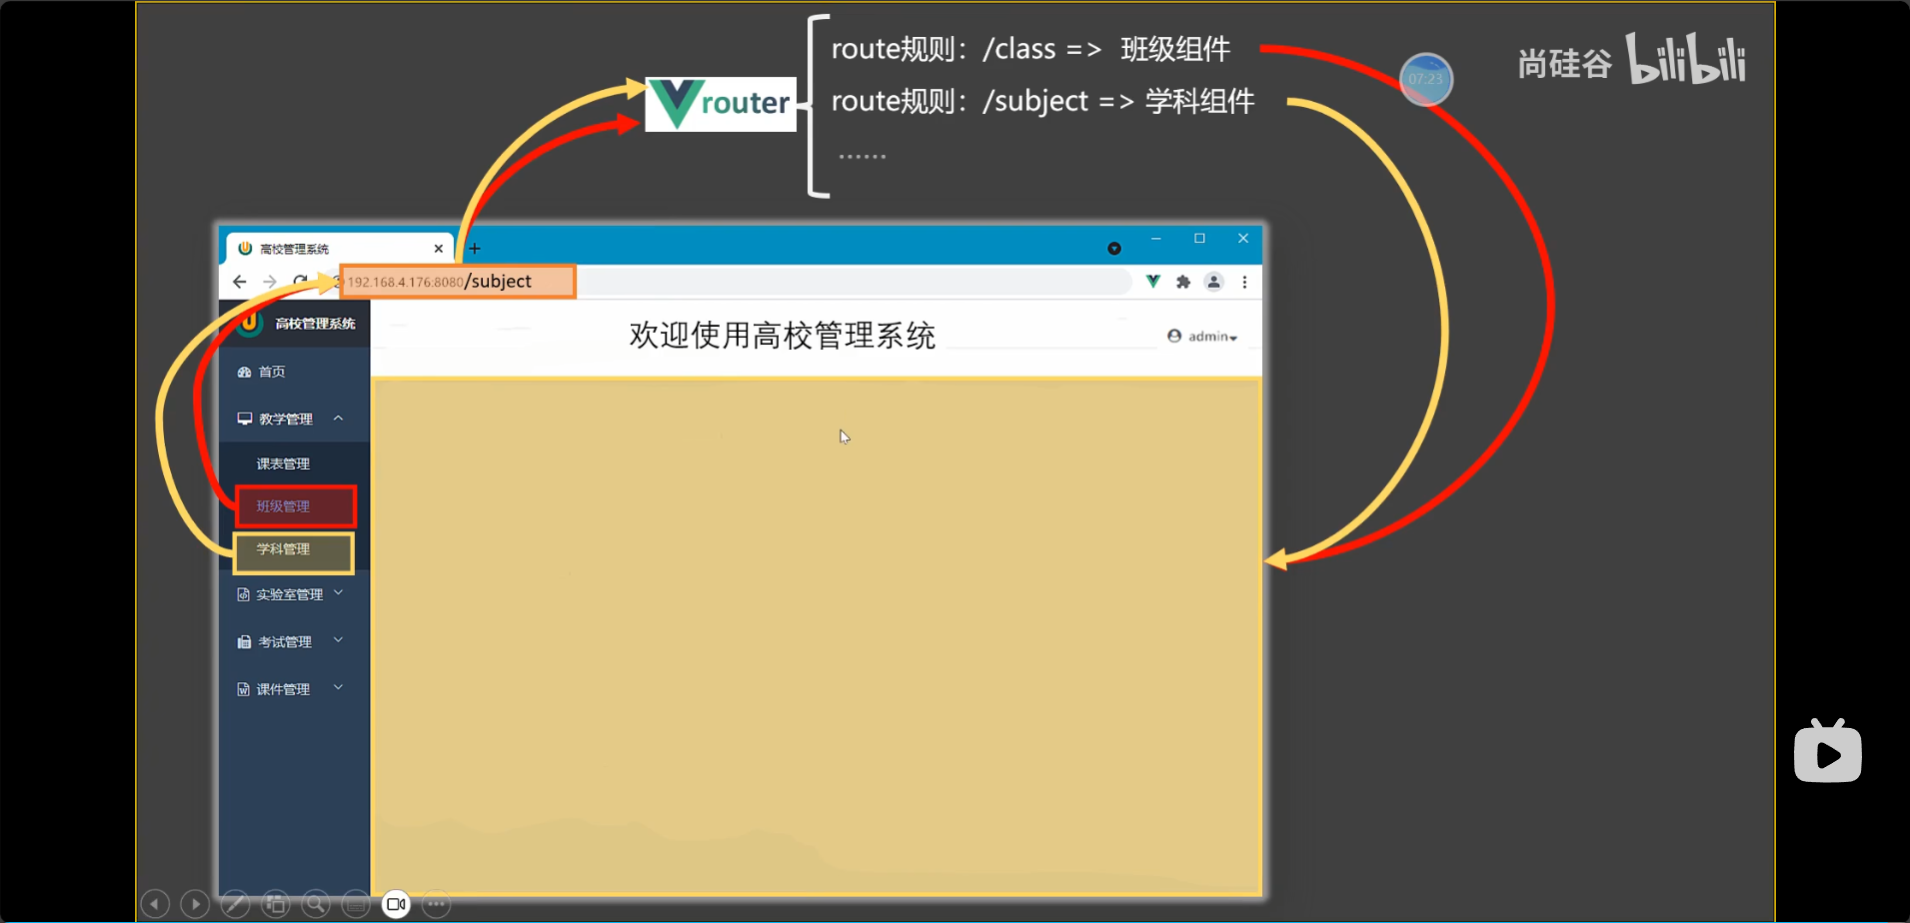 route规则：/class => 班级组件
尚硅谷 bilibili
07:23
router
route规则：/subject => 学科组件
......
高校管理系统
192.168.4.176:8080/subject
高校管理系统
欢迎使用高校管理系统
admin
首页
教学管理
课表管理
班级管理
学科管理
实验室管理
考试管理
课件管理